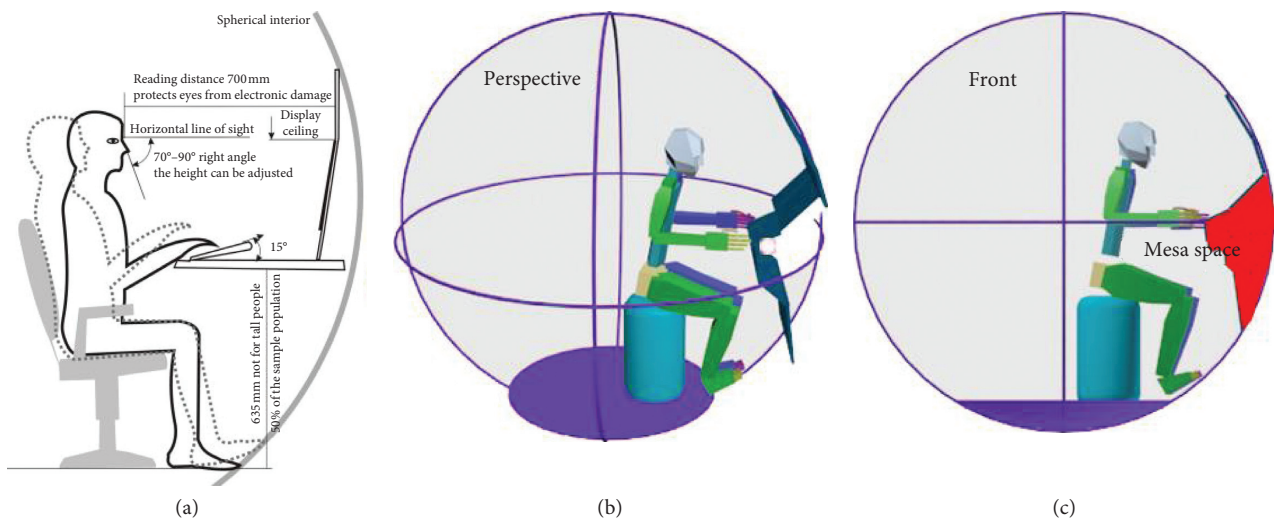 Spherical interior
Reading distance 700 mm
protects eyes from electronic damage
Display
ceiling
Horizontal line of sight
70°–90° right angle
the height can be adjusted
15°
635 mm not for tall people
50% of the sample population
(a)
Perspective
(b)
Front
Mesa space
(c)